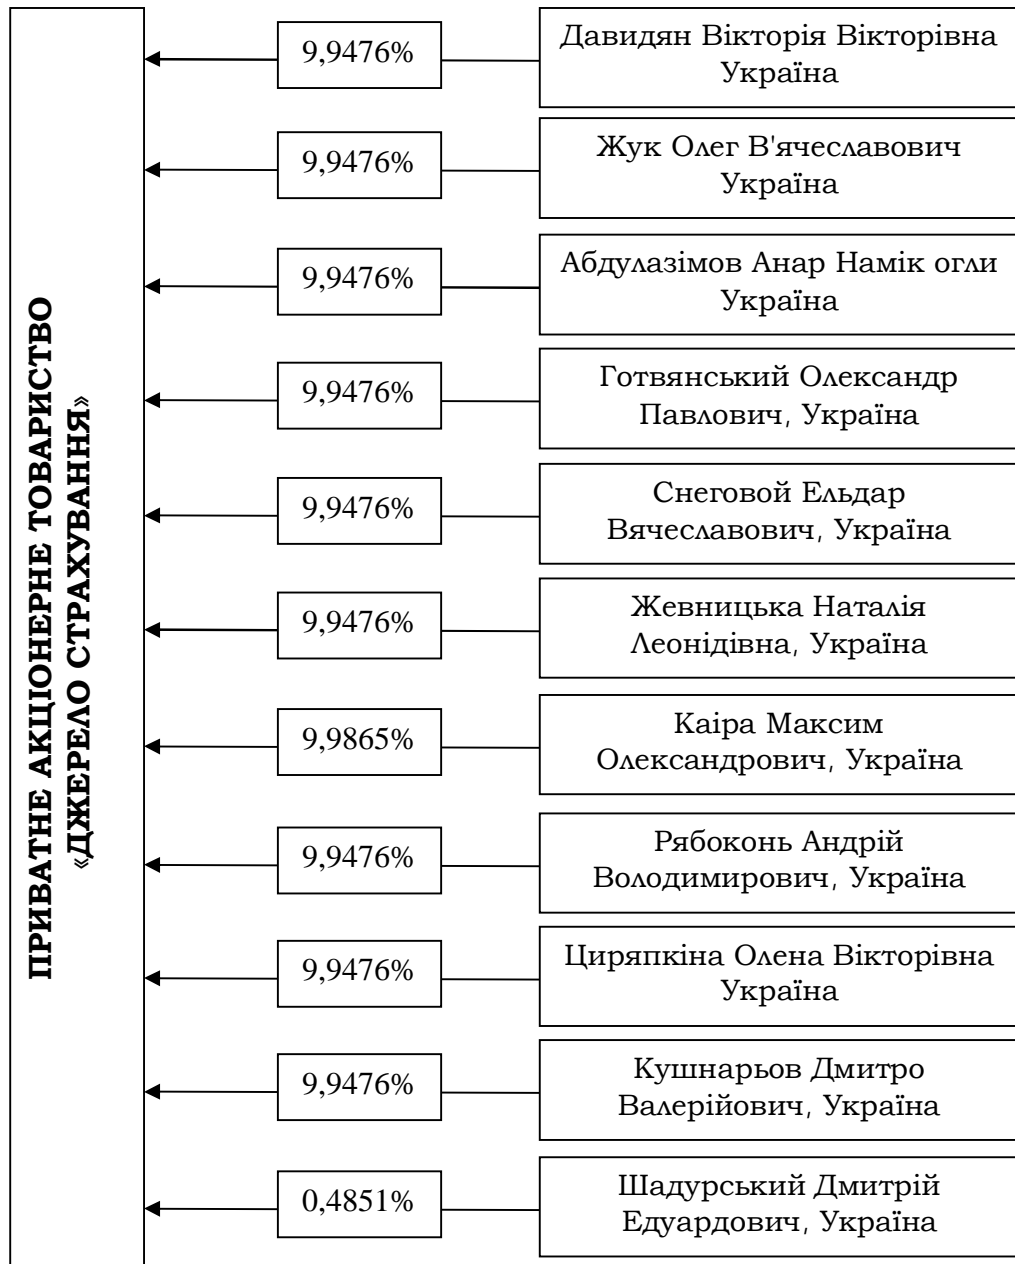 ПРИВАТНЕ АКЦІОНЕРНЕ ТОВАРИСТВО
«ДЖЕРЕЛО СТРАХУВАННЯ»
9,9476%
Давидян Вікторія Вікторівна
Україна
9,9476%
Жук Олег В'ячеславович
Україна
9,9476%
Абдулазімов Анар Намік огли
Україна
9,9476%
Готвянський Олександр
Павлович, Україна
9,9476%
Снеговой Ельдар
Вячеславович, Україна
9,9476%
Жевницька Наталія
Леонідівна, Україна
9,9865%
Каіра Максим
Олександрович, Україна
9,9476%
Рябоконь Андрій
Володимирович, Україна
9,9476%
Циряпкіна Олена Вікторівна
Україна
9,9476%
Кушнарьов Дмитро
Валерійович, Україна
0,4851%
Шадурський Дмитрій
Едуардович, Україна